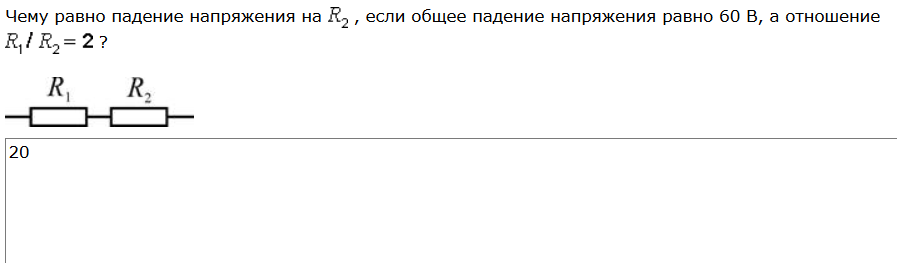 Чему равно падение напряжения на R₂ , если общее падение напряжения равно 60 В, а отношение
R₁/ R₂= 2 ?
R₁ R₂
20